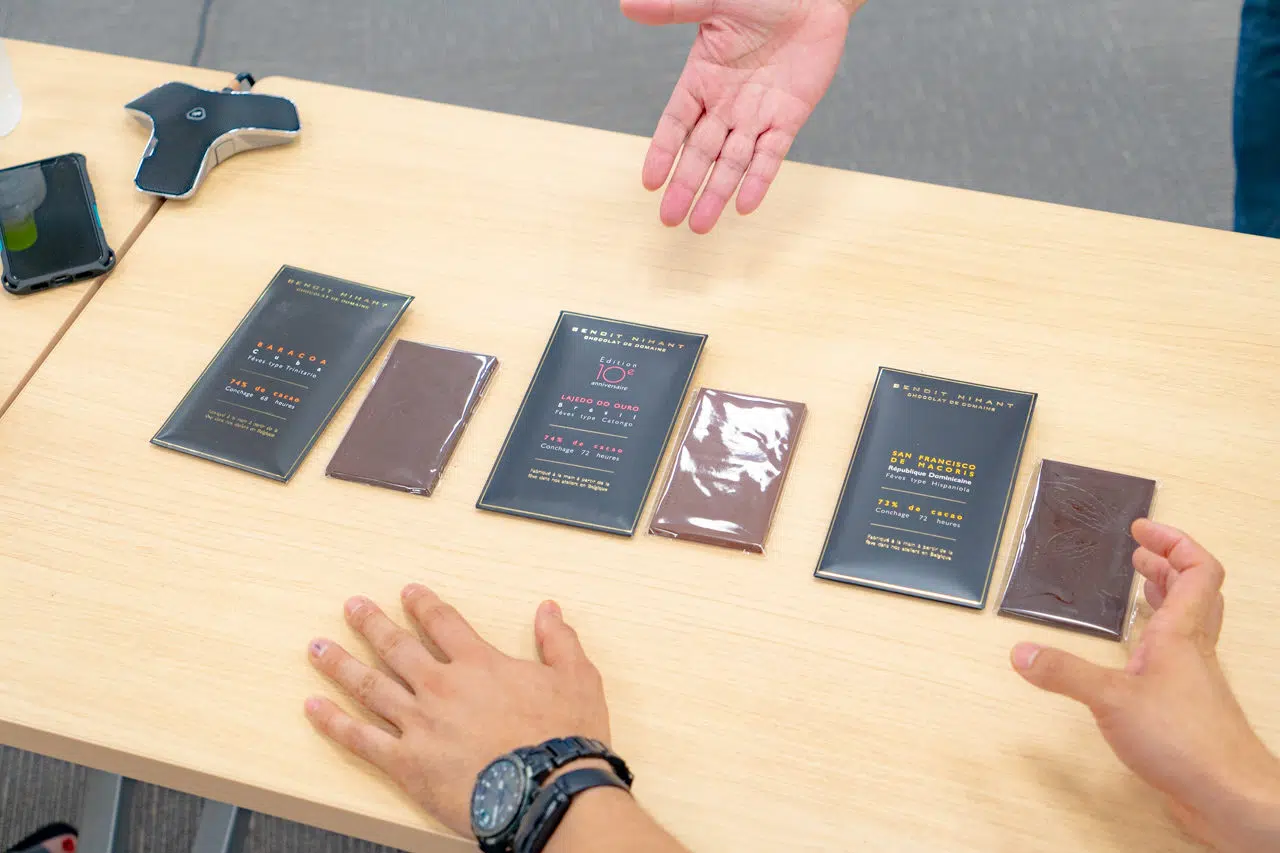 BENOIT NIHANT
CHOCOLAT DE DOMAINE
BARACOA
Cuba
Fèves type Trinitario
74% de cacao
Conchage 68 heures
Fabriqué à la main à partir de la
fève dans nos ateliers en Belgique
BENOIT NIHANT
CHOCOLAT DE DOMAINE
Edition
10e
anniversaire
LAJEDO DO OURO
Brésil
Fèves type Catongo
74% de cacao
Conchage 72 heures
Fabriqué à la main à partir de la
fève dans nos ateliers en Belgique
BENOIT NIHANT
CHOCOLAT DE DOMAINE
SAN FRANCISCO
DE MACORIS
République Dominicaine
Fèves type Hispaniola
73% de cacao
Conchage 72 heures
Fabriqué à la main à partir de la
fève dans nos ateliers en Belgique